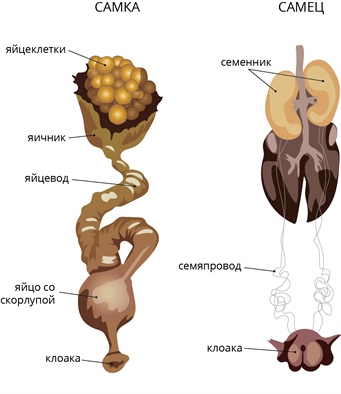 САМКА
яйцеклетки
яичник
яйцевод
яйцо со
скорлупой
клоака
САМЕЦ
семенник
семяпровод
клоака